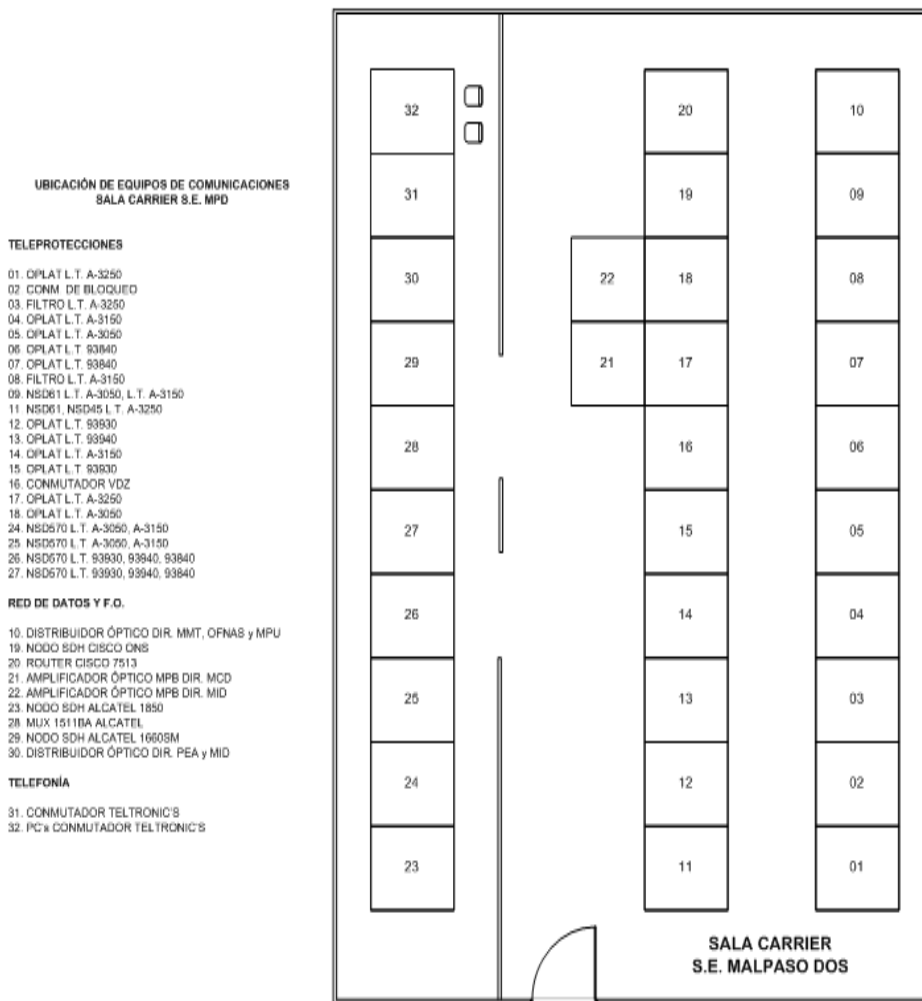 UBICACIÓN DE EQUIPOS DE COMUNICACIONES
SALA CARRIER S.E. MPD
TELEPROTECCIONES
01. OPLAT L.T. A-3250
02 CONM. DE BLOQUEO
03. FILTRO L.T. A-3250
04. OPLAT L.T. A-3150
05. OPLAT L.T. A-3050
06. OPLAT L.T. 93840
07. OPLAT L.T. 93840
08. FILTRO L.T. A-3150
09. NSD61 L.T. A-3050, L.T. A-3150
11 NSD61, NSD45 L.T. A-3250
12. OPLAT L.T. 93930
13. OPLAT L.T. 93940
14. OPLAT L.T. A-3150
15. OPLAT L.T. 93930
16. CONMUTADOR VDZ
17. OPLAT L.T. A-3250
18. OPLAT L.T. A-3050
24. NSD570 L.T. A-3050, A-3150
25 NSD570 L.T. A-3050, A-3150
26. NSD570 L.T. 93930, 93940, 93840
27. NSD570 L.T. 93930, 93940, 93840
RED DE DATOS Y F.O.
10. DISTRIBUIDOR ÓPTICO DIR. MMT, OFNAS y MPU
19. NODO SDH CISCO ONS
20. ROUTER CISCO 7513
21. AMPLIFICADOR ÓPTICO MPB DIR. MCD
22. AMPLIFICADOR ÓPTICO MPB DIR. MID
23. NODO SDH ALCATEL 1850
28. MUX 1511BA ALCATEL
29. NODO SDH ALCATEL 1660SM
30. DISTRIBUIDOR ÓPTICO DIR. PEA y MID
TELEFONÍA
31. CONMUTADOR TELTRONIC'S
32. PC's CONMUTADOR TELTRONIC'S
32 20 10
31 19 09
30 22 18 08
29 21 17 07
28 16 06
27 15 05
26 14 04
25 13 03
24 12 02
23 11 01
SALA CARRIER
S.E. MALPASO DOS